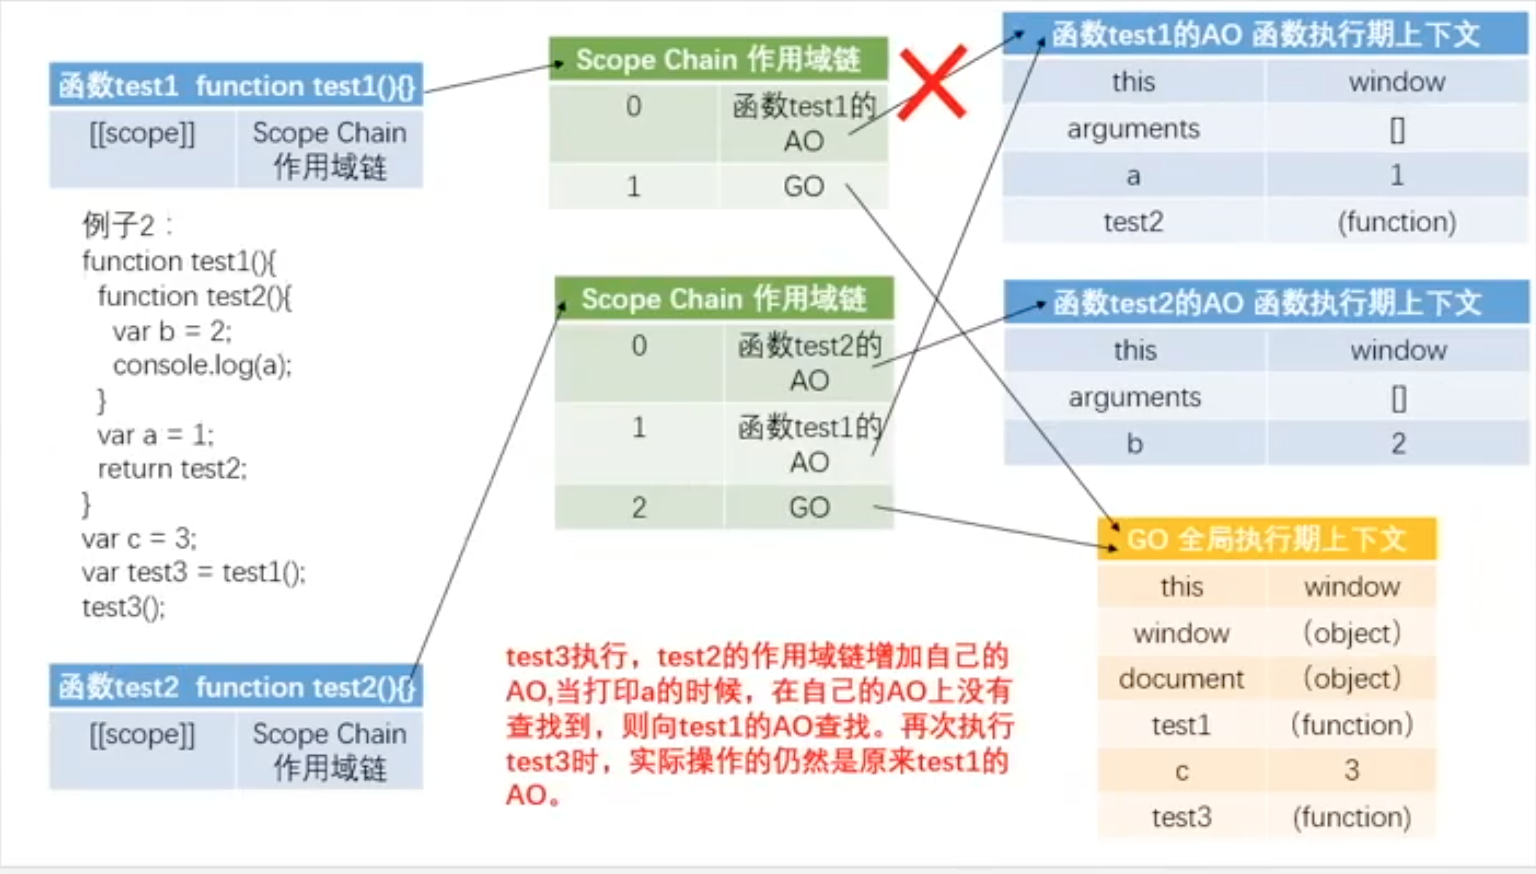 函数test1 function test1(){}
[[scope]] Scope Chain
作用域链
例子2：
function test1(){
function test2(){
var b = 2;
console.log(a);
}
var a = 1;
return test2;
}
var c = 3;
var test3 = test1();
test3();
函数test2 function test2(){}
[[scope]] Scope Chain
作用域链
Scope Chain 作用域链
0 函数test1的
AO
1 GO
Scope Chain 作用域链
0 函数test2的
AO
1 函数test1的
AO
2 GO
test3执行，test2的作用域链增加自己的
AO,当打印a的时候，在自己的AO上没有
查找到，则向test1的AO查找。再次执行
test3时，实际操作的仍然是原来test1的
AO。
函数test1的AO 函数执行期上下文
this window
arguments []
a 1
test2 (function)
函数test2的AO 函数执行期上下文
this window
arguments []
b 2
GO 全局执行期上下文
this window
window （object）
document （object）
test1 （function）
c 3
test3 (function)